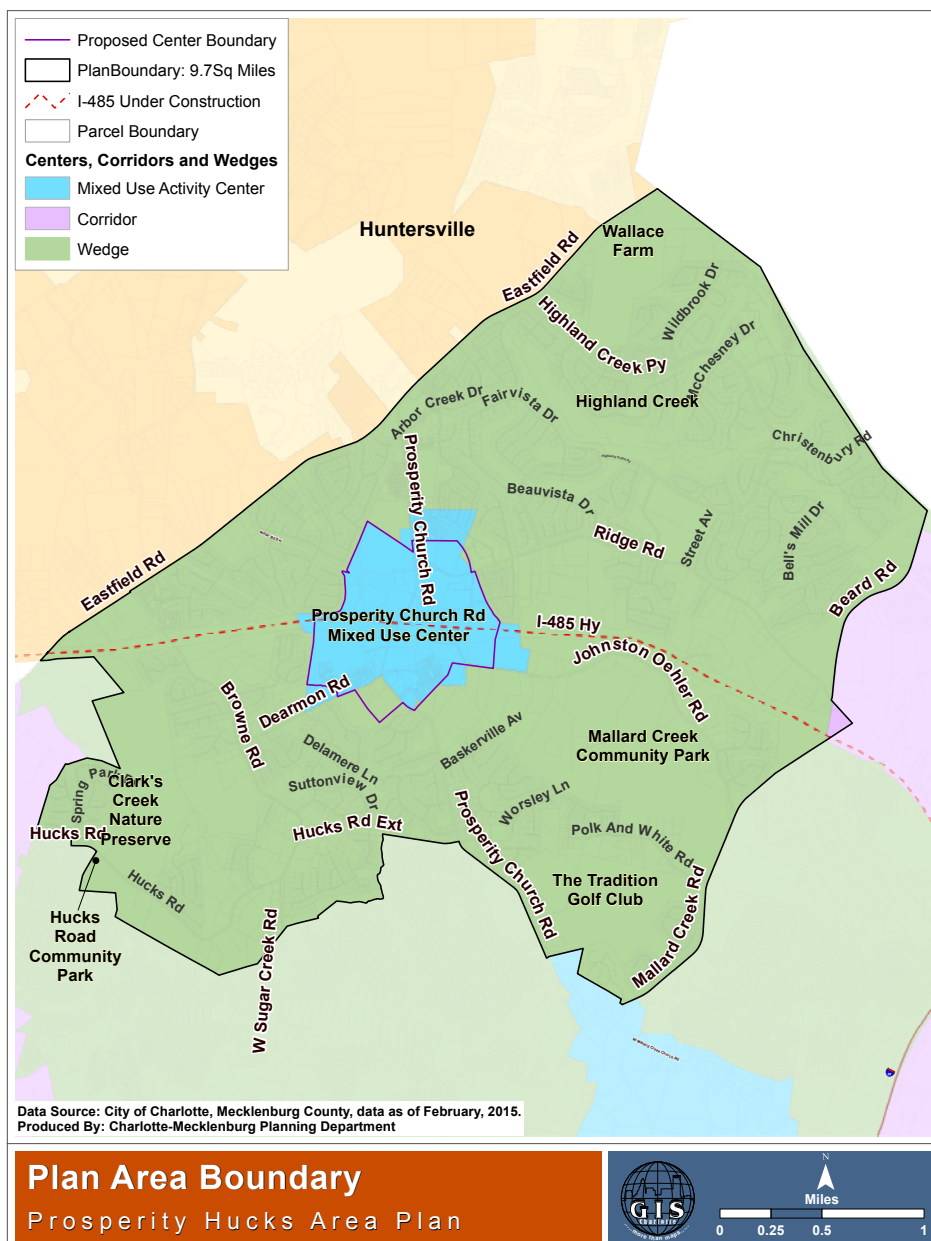 Proposed Center Boundary
PlanBoundary: 9.7Sq Miles
I-485 Under Construction
Parcel Boundary
Centers, Corridors and Wedges
Mixed Use Activity Center
Corridor
Wedge
Huntersville
Wallace
Farm
Eastfield Rd
Wildbrook Dr
Highland Creek Py
McChesney Dr
Highland Creek
Arbor Creek Dr
Fairvista Dr
Christenbury Rd
Prosperity Church Rd
Beauvista Dr
Ridge Rd
Street Av
Bell's Mill Dr
Eastfield Rd
Beard Rd
Prosperity Church Rd
Mixed Use Center
I-485 Hy
Johnston Oehler Rd
Dearmon Rd
Browne Rd
Baskerville Av
Mallard Creek
Community Park
Delamere Ln
Suttonview Dr
Clark's
Creek
Nature
Preserve
Worsley Ln
Hucks Rd Ext
Hucks Rd
Prosperity Church Rd
Polk And White Rd
Hucks Rd
The Tradition
Golf Club
Mallard Creek Rd
Hucks
Road
Community
Park
W Sugar Creek Rd
Data Source: City of Charlotte, Mecklenburg County, data as of February, 2015.
Produced By: Charlotte-Mecklenburg Planning Department
Plan Area Boundary
Prosperity Hucks Area Plan
GIS
Charlotte
....more than maps....
N
Miles
0 0.25 0.5 1